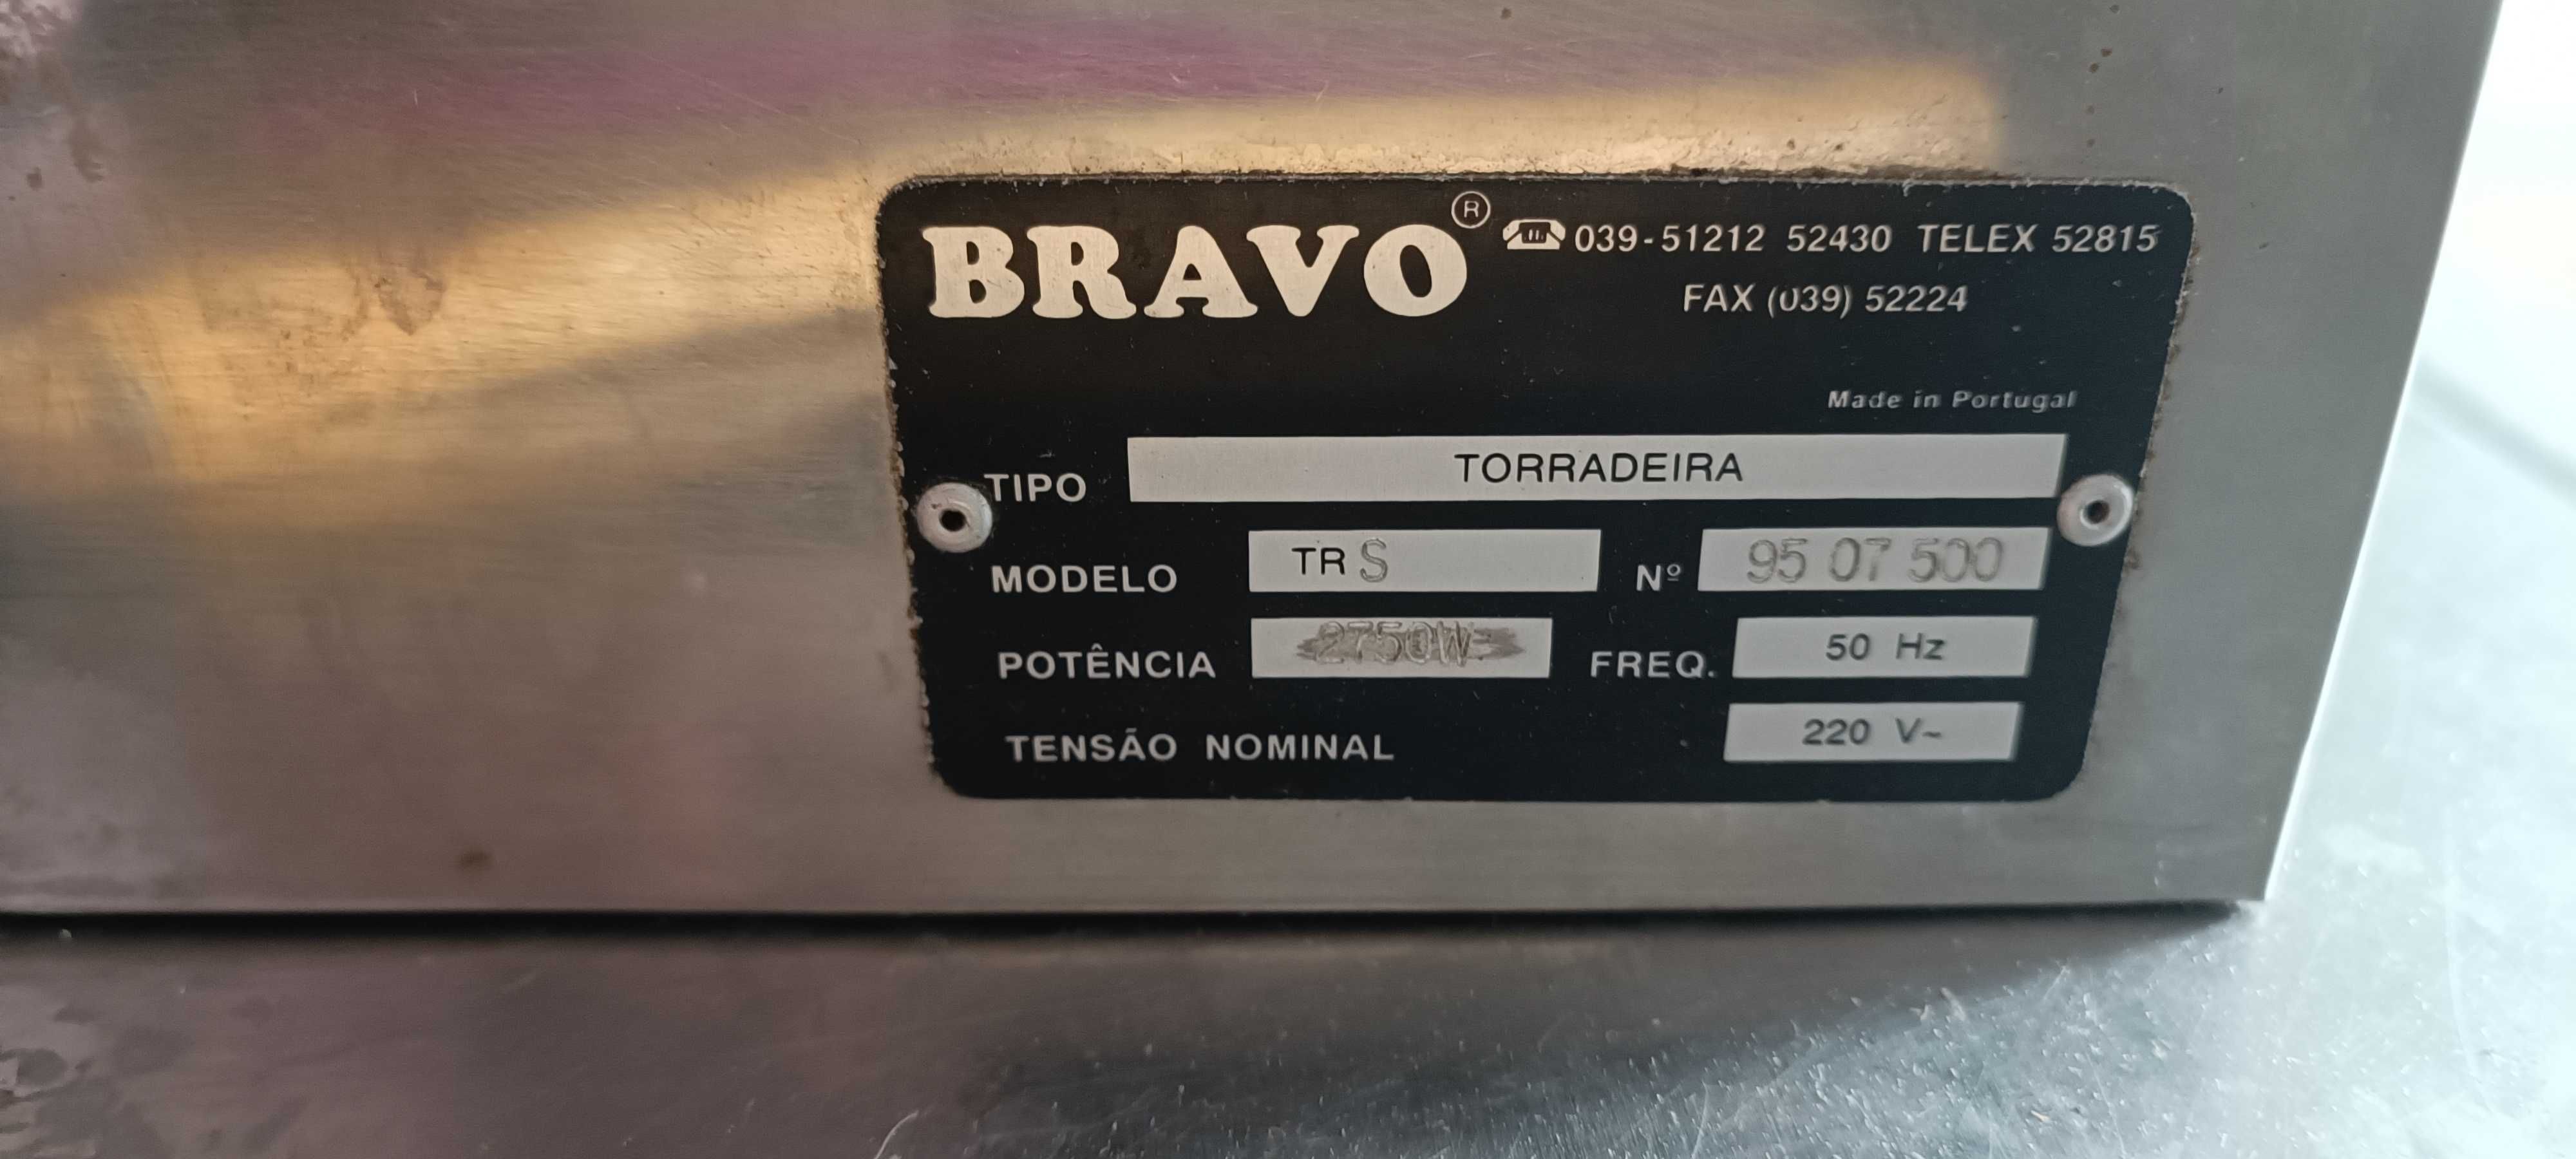 BRAVO ® 039-51212 52430 TELEX 52815
FAX (039) 52224
Made in Portugal
TIPO TORRADEIRA
MODELO TR S Nº 95 07 500
POTÊNCIA 2750W FREQ. 50 Hz
TENSÃO NOMINAL 220 V~